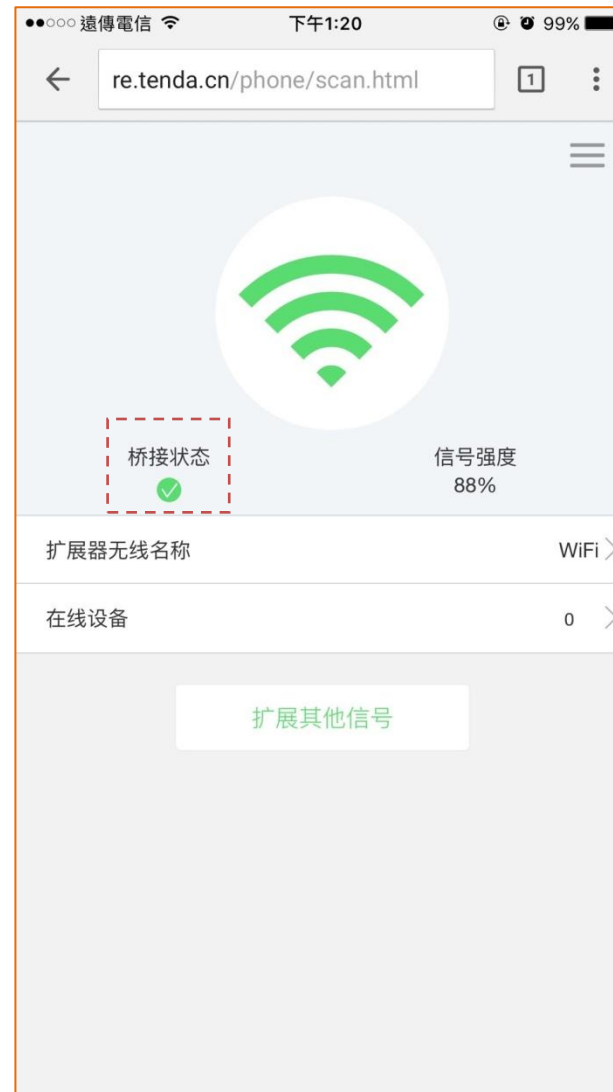 遠傳電信 下午1:20 99%
re.tenda.cn/phone/scan.html 1
桥接状态 信号强度
88%
扩展器无线名称 WiFi
在线设备 0
扩展其他信号